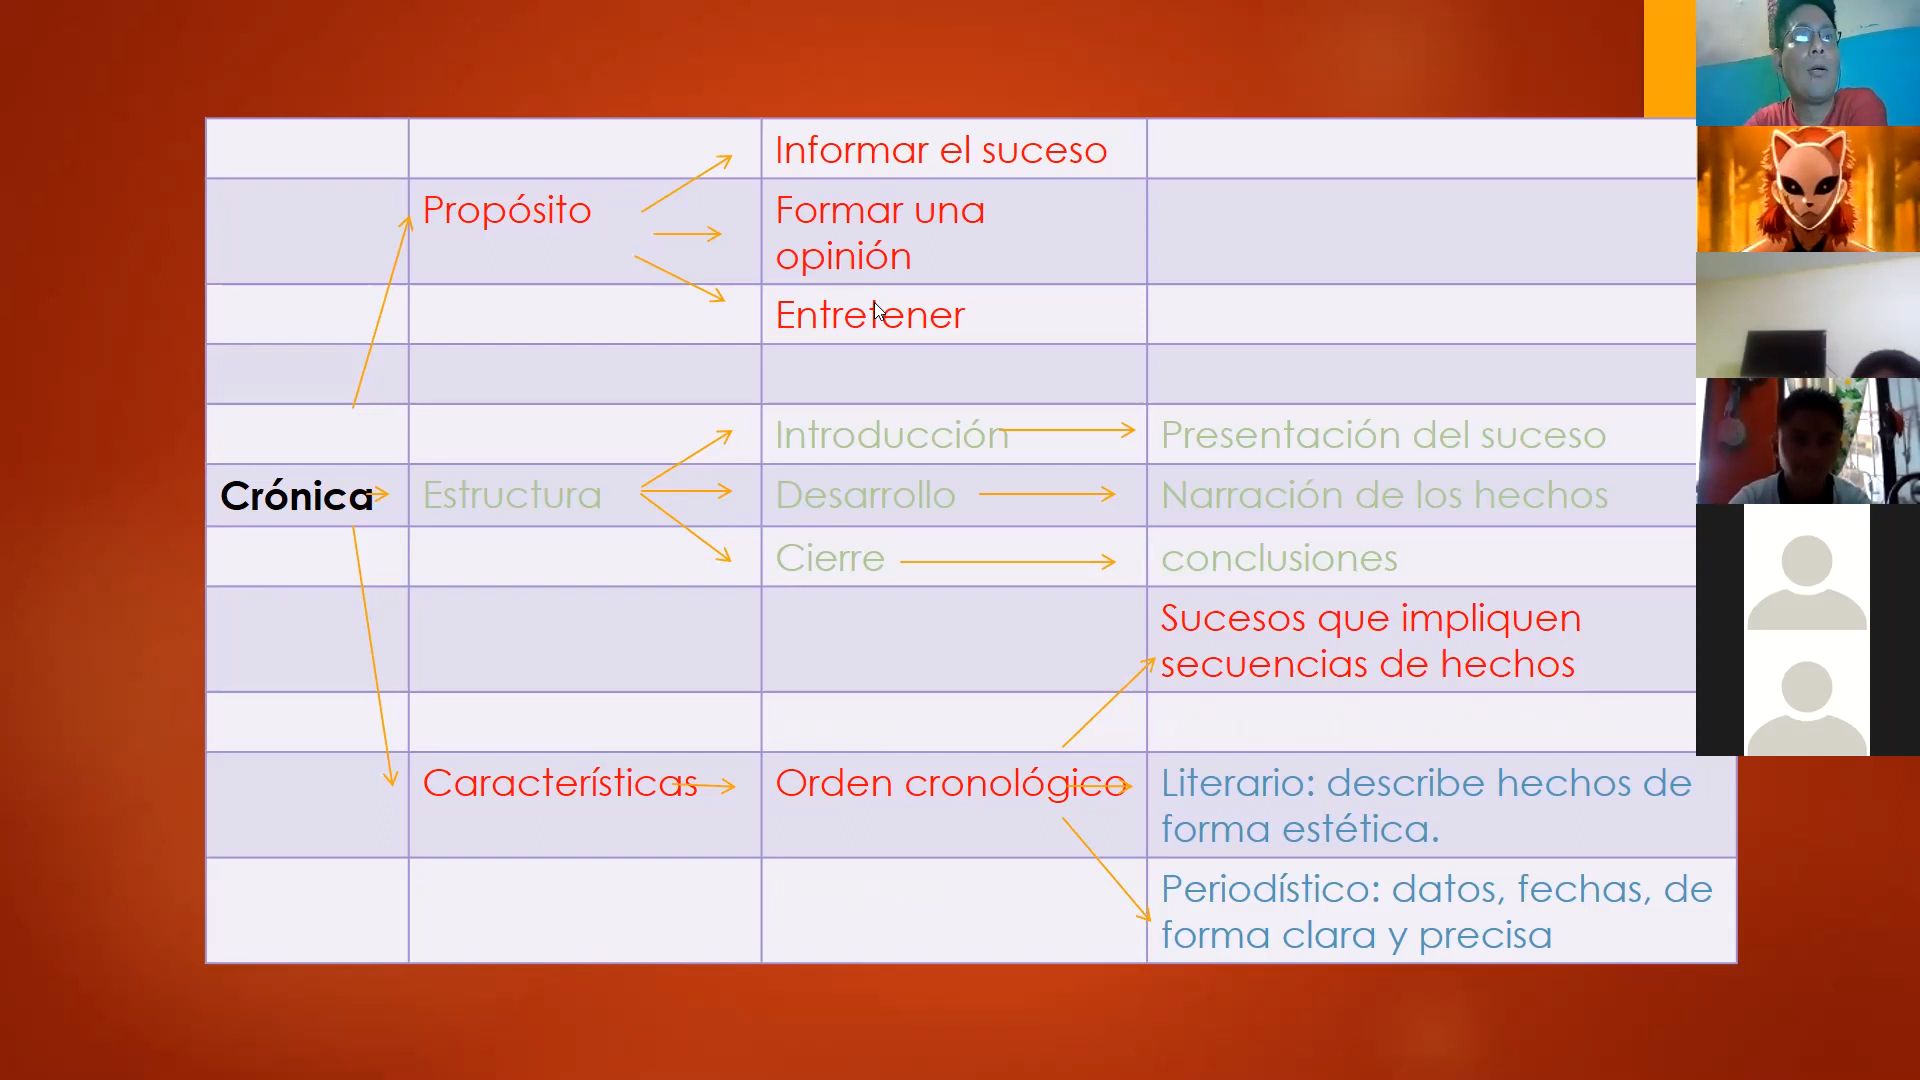 Informar el suceso
Propósito
Formar una
opinión
Entretener
Introducción
Presentación del suceso
Crónica
Estructura
Desarrollo
Narración de los hechos
Cierre
conclusiones
Sucesos que impliquen
secuencias de hechos
Características
Orden cronológico
Literario: describe hechos de
forma estética.
Periodístico: datos, fechas, de
forma clara y precisa